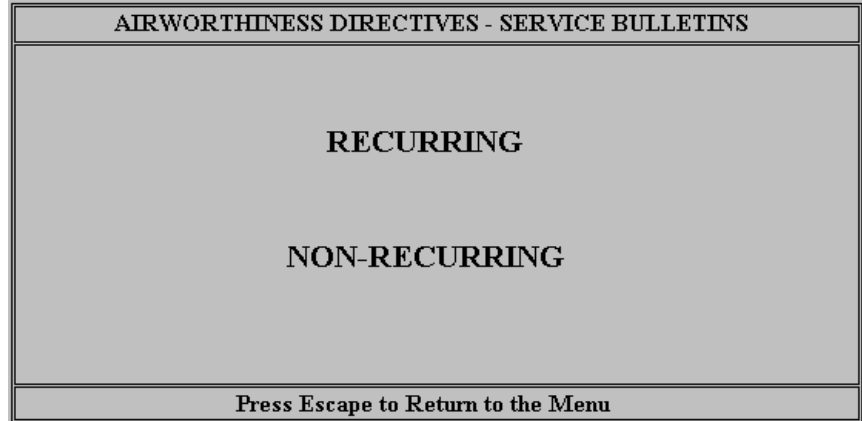 AIRWORTHINESS DIRECTIVES - SERVICE BULLETINS
RECURRING
NON-RECURRING
Press Escape to Return to the Menu